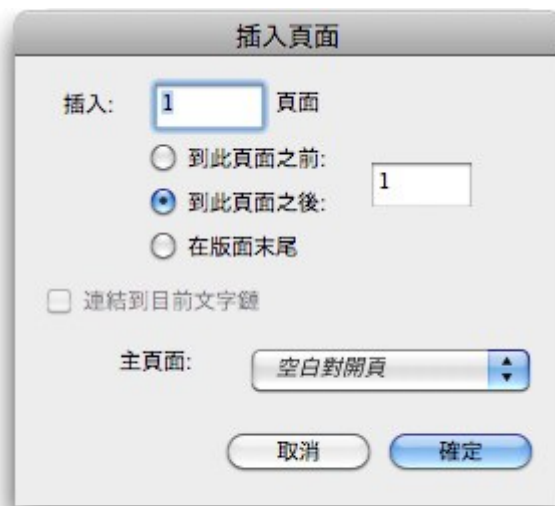 插入頁面
插入: 1 頁面
到此頁面之前:
1
到此頁面之後:
在版面末尾
連結到目前文字鏈
主頁面: 空白對開頁
取消 確定